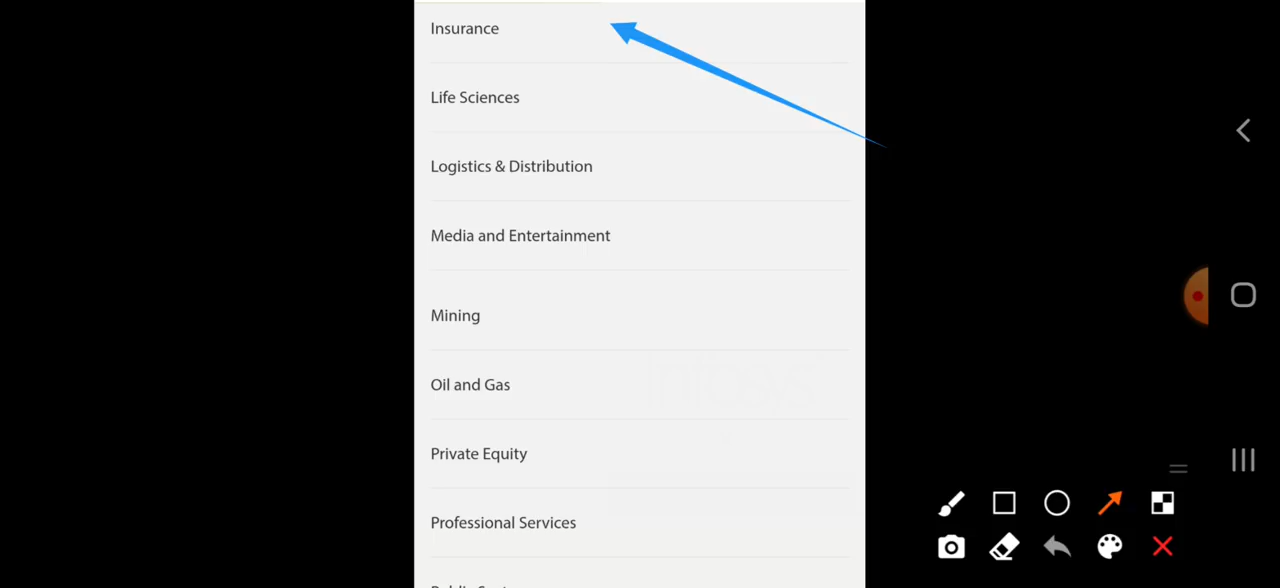 Insurance
Life Sciences
Logistics & Distribution
Media and Entertainment
Mining
Oil and Gas
Private Equity
Professional Services